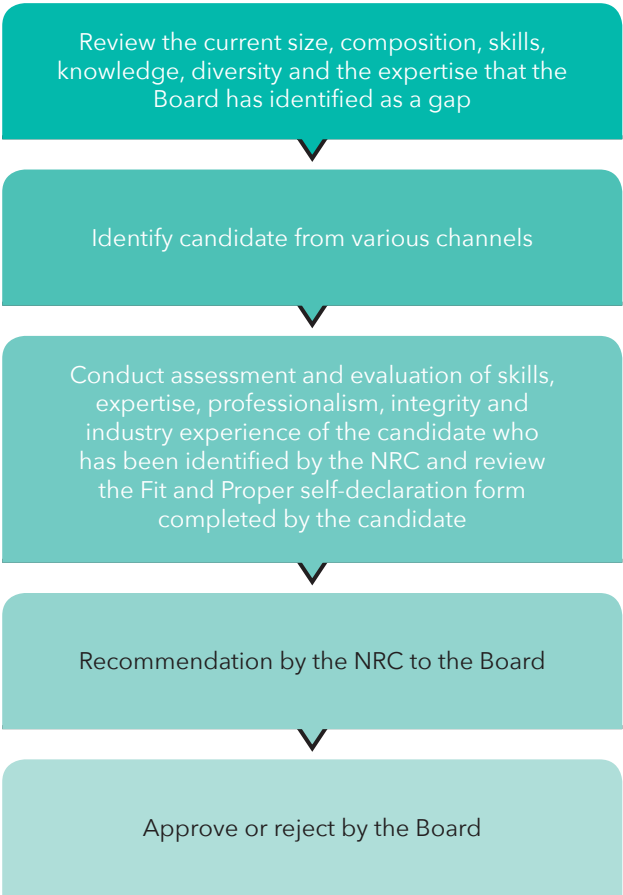 Review the current size, composition, skills,
knowledge, diversity and the expertise that the
Board has identified as a gap
Identify candidate from various channels
Conduct assessment and evaluation of skills,
expertise, professionalism, integrity and
industry experience of the candidate who
has been identified by the NRC and review
the Fit and Proper self-declaration form
completed by the candidate
Recommendation by the NRC to the Board
Approve or reject by the Board